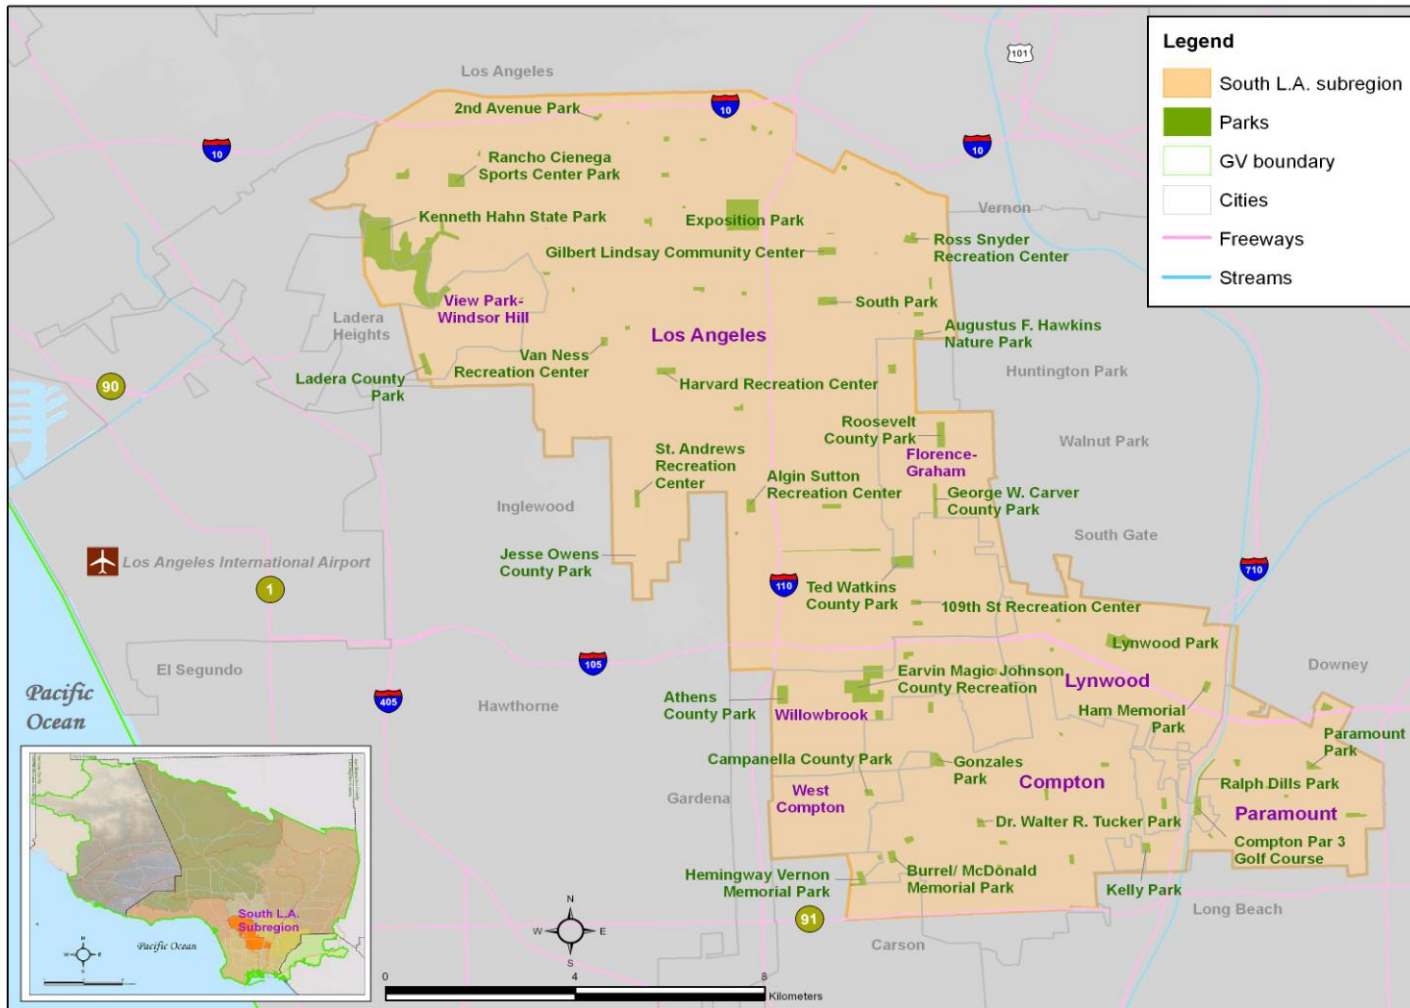 Legend
South L.A. subregion
Parks
GV boundary
Cities
Freeways
Streams
101
Los Angeles
2nd Avenue Park
10
10
10
Rancho Cienega
Sports Center Park
Kenneth Hahn State Park
Exposition Park
Vernon
Gilbert Lindsay Community Center
Ross Snyder
Recreation Center
View Park-
Windsor Hill
South Park
Ladera
Heights
Los Angeles
Augustus F. Hawkins
Nature Park
Van Ness
Recreation Center
Huntington Park
90
Ladera County
Park
Harvard Recreation Center
Roosevelt
County Park
Walnut Park
St. Andrews
Recreation
Center
Florence-
Graham
Algin Sutton
Recreation Center
George W. Carver
County Park
Inglewood
South Gate
Jesse Owens
County Park
Los Angeles International Airport
1
110
710
Ted Watkins
County Park
109th St Recreation Center
Lynwood Park
El Segundo
105
Downey
Earvin Magic Johnson
County Recreation
Lynwood
Pacific
Ocean
405
Hawthorne
Athens
County Park
Willowbrook
Ham Memorial
Park
Paramount
Park
Campanella County Park
Gonzales
Park
Compton
Ralph Dills Park
Gardena
West
Compton
Paramount
Dr. Walter R. Tucker Park
Compton Par 3
Golf Course
Hemingway Vernon
Memorial Park
Burrel/ McDonald
Memorial Park
Kelly Park
Long Beach
91
Carson
N
W
E
S
0
4
8
Kilometers
South L.A.
Subregion
Pacific Ocean